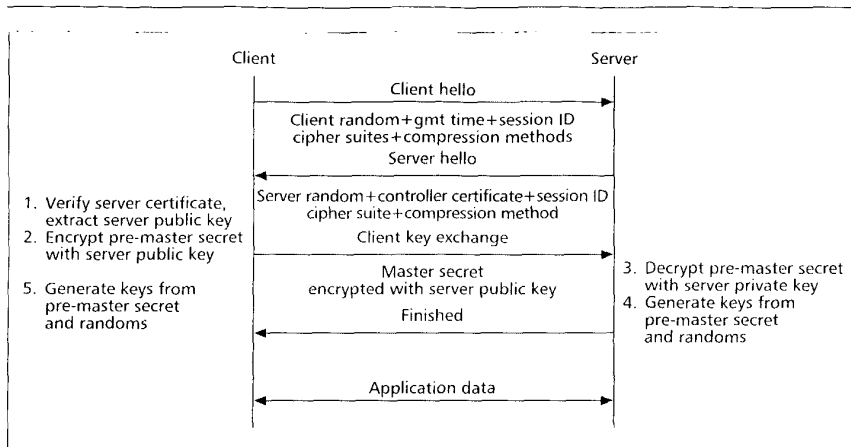 Client
Server
Client hello
Client random+gmt time+session ID
cipher suites+compression methods
Server hello
1. Verify server certificate,
extract server public key
2. Encrypt pre-master secret
with server public key
5. Generate keys from
pre-master secret
and randoms
Server random+controller certificate+session ID
cipher suite+compression method
Client key exchange
Master secret
encrypted with server public key
Finished
3. Decrypt pre-master secret
with server private key
4. Generate keys from
pre-master secret
and randoms
Application data